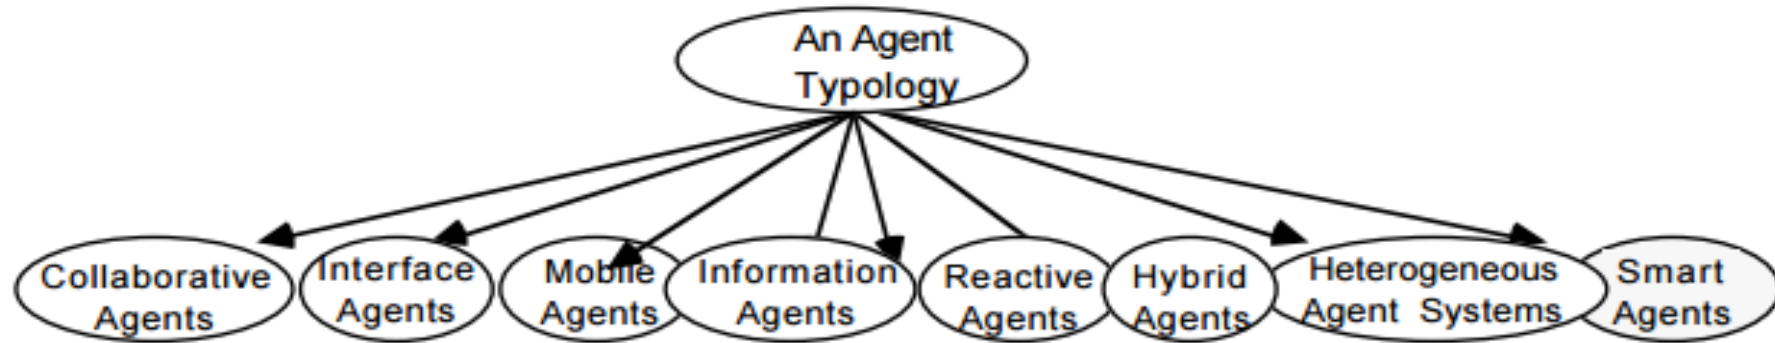 An Agent
Typology
Collaborative
Agents
Interface
Agents
Mobile
Agents
Information
Agents
Reactive
Agents
Hybrid
Agents
Heterogeneous
Agent Systems
Smart
Agents